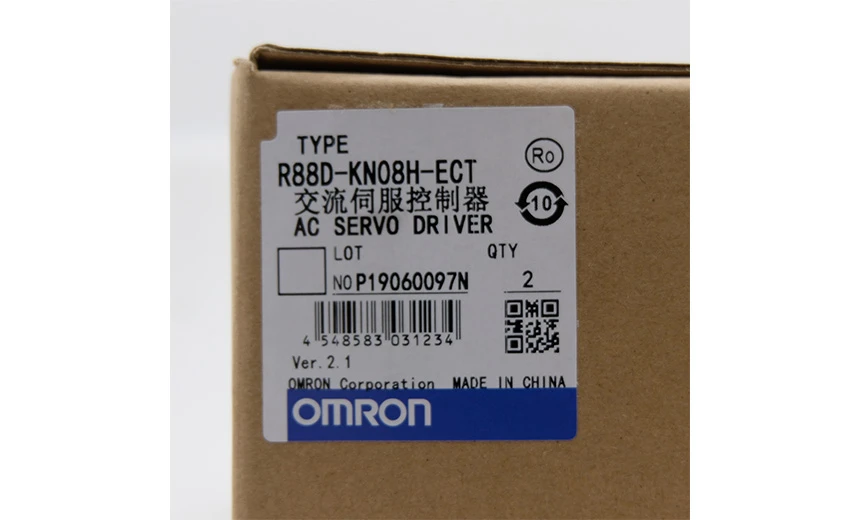 TYPE
R88D-KN08H-ECT
Ro
交流伺服控制器
10
AC SERVO DRIVER
LOT
QTY
NO P19060097N
2
4 548583 031234
Ver.2.1
OMRON Corporation MADE IN CHINA
OMRON